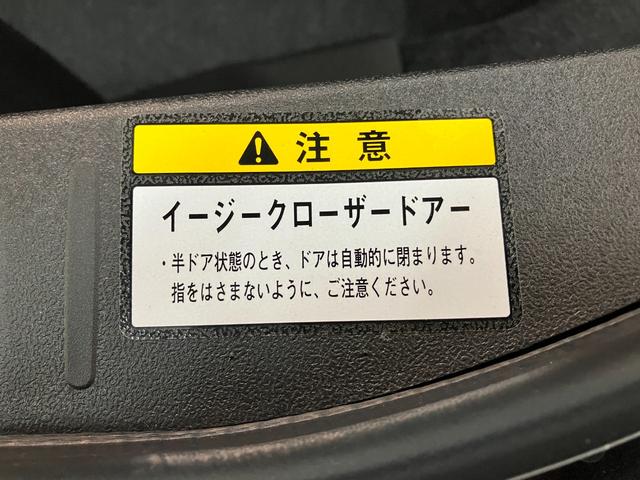 注意
イージークローザードアー
・半ドア状態のとき、ドアは自動的に閉まります。
指をはさまないように、ご注意ください。